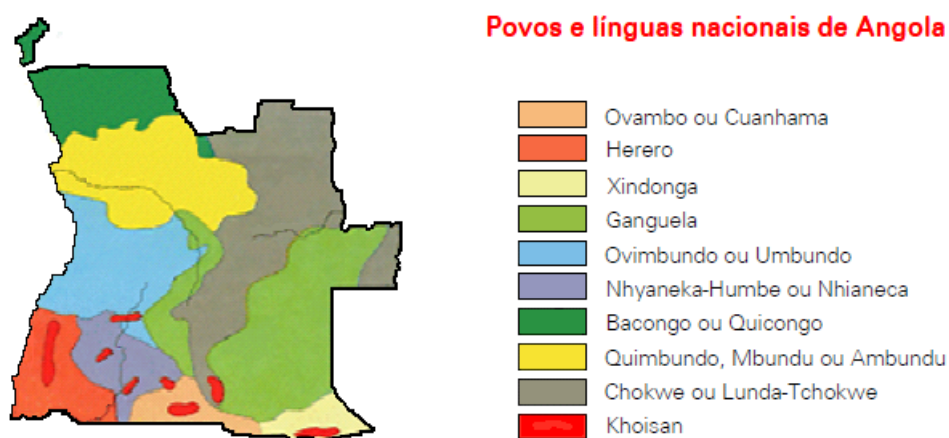 Povos e línguas nacionais de Angola
Ovambo ou Cuanhama
Herero
Xindonga
Ganguela
Ovimbundo ou Umbundo
Nhyaneka-Humbe ou Nhianeca
Bacongo ou Quicongo
Quimbundo, Mbundu ou Ambundu
Chokwe ou Lunda-Tchokwe
Khoisan